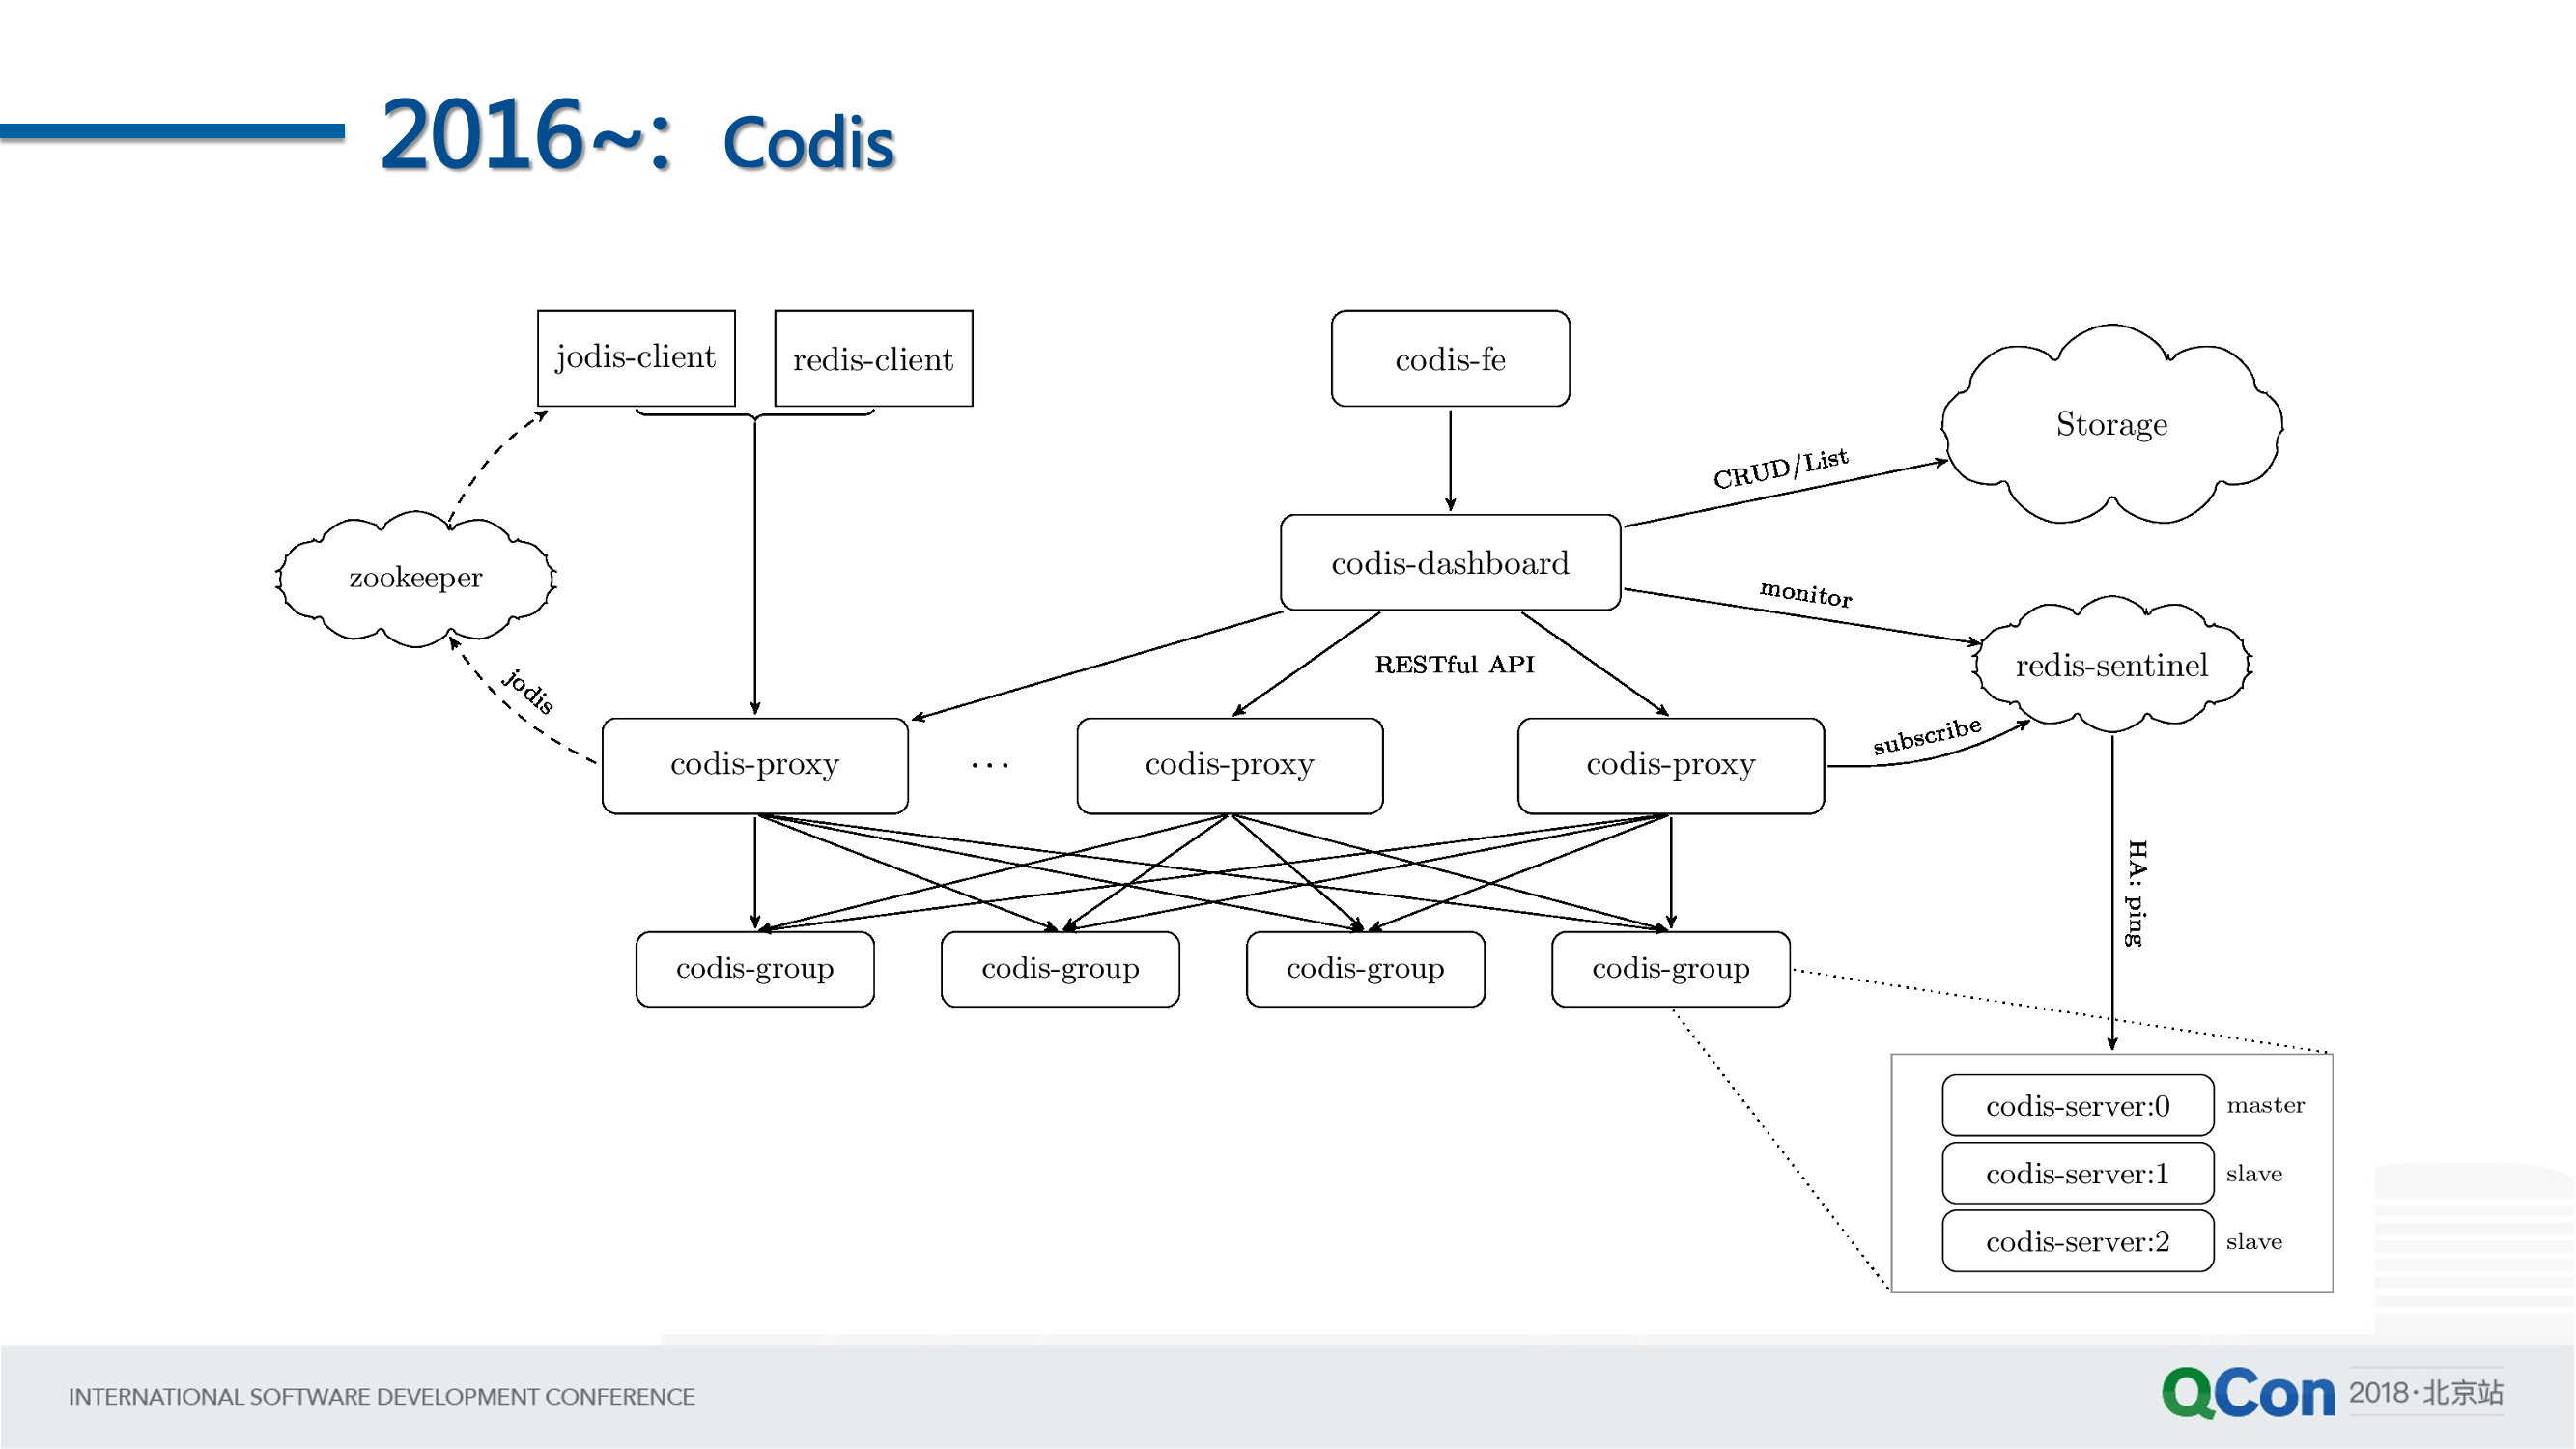 2016~: Codis
jodis-client
redis-client
codis-fe
Storage
CRUD/List
zookeeper
codis-dashboard
monitor
RESTful API
redis-sentinel
jodis
subscribe
codis-proxy
...
codis-proxy
codis-proxy
HA: ping
codis-group
codis-group
codis-group
codis-group
codis-server:0 master
codis-server:1 slave
codis-server:2 slave
INTERNATIONAL SOFTWARE DEVELOPMENT CONFERENCE
QCon 2018·北京站